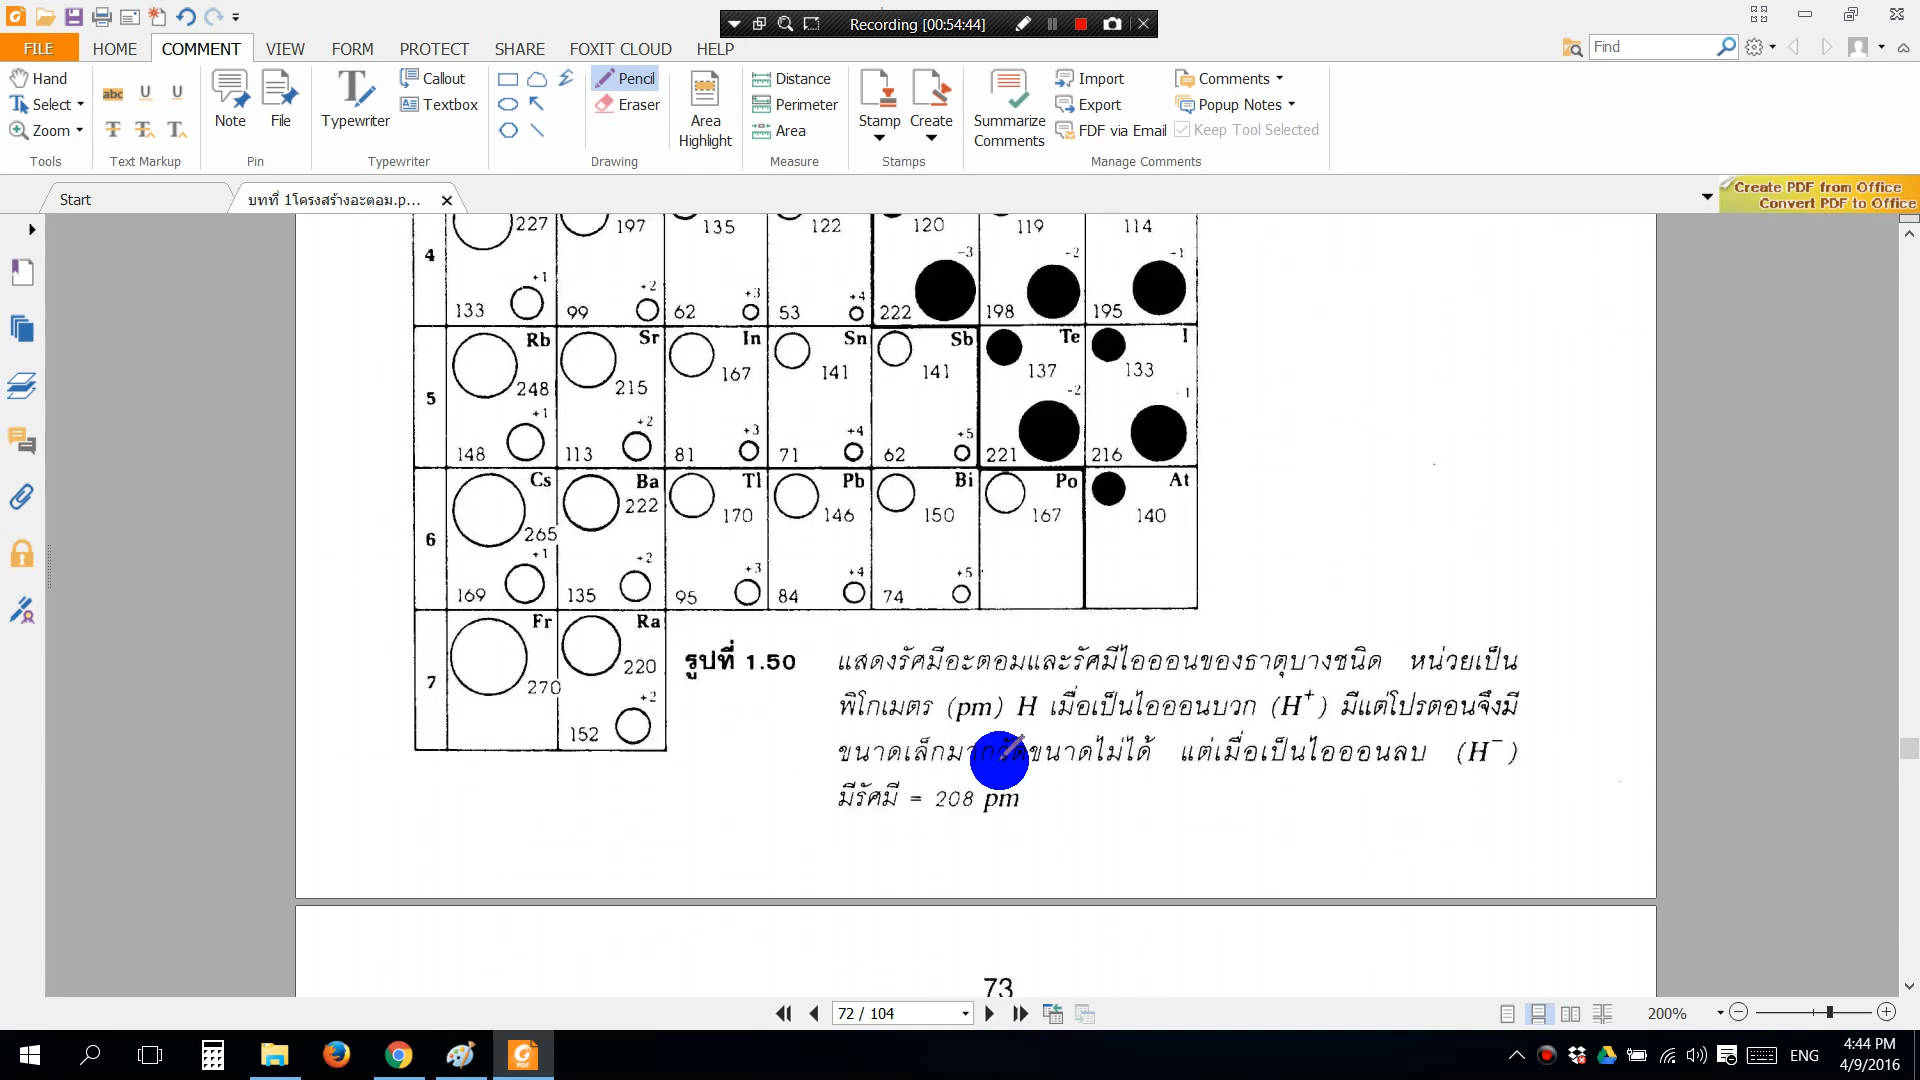 Recording [00:54:44]
FILE HOME COMMENT VIEW FORM PROTECT SHARE FOXIT CLOUD HELP Find
Hand
Select
Zoom
Tools
abc U U
T T T
Text Markup
Note File
Pin
Typewriter
Callout
Textbox
Typewriter
Pencil
Eraser
Drawing
Area Highlight
Distance
Perimeter
Area
Measure
Stamp Create
Stamps
Summarize Comments
Import
Export
FDF via Email
Comments
Popup Notes
Keep Tool Selected
Manage Comments
Start บทที่ 1โครงสร้างอะตอม.p...
Create PDF from Office
Convert PDF to Office
227 197 135 122 120 119 114
4 -3 -2 -1
+1 +2 +3 +4
133 99 62 53 222 198 195
Rb Sr In Sn Sb Te I
248 215 167 141 141 137 133
5 +1 +2 +3 +4 +5 -2 -1
148 113 81 71 62 221 216
Cs Ba Tl Pb Bi Po At
265 222 170 146 150 167 140
6 +1 +2 +3 +4 +5
169 135 95 84 74
Fr Ra
270 220
7 +2
152
รูปที่ 1.50 แสดงรัศมีอะตอมและรัศมีไอออนของธาตุบางชนิด หน่วยเป็น
พิโกเมตร (pm) H เมื่อเป็นไอออนบวก (H⁺) มีแต่โปรตอนจึงมี
ขนาดเล็กมากวัดขนาดไม่ได้ แต่เมื่อเป็นไอออนลบ (H⁻)
มีรัศมี = 208 pm
73
72 / 104 200%
ENG 4:44 PM
4/9/2016